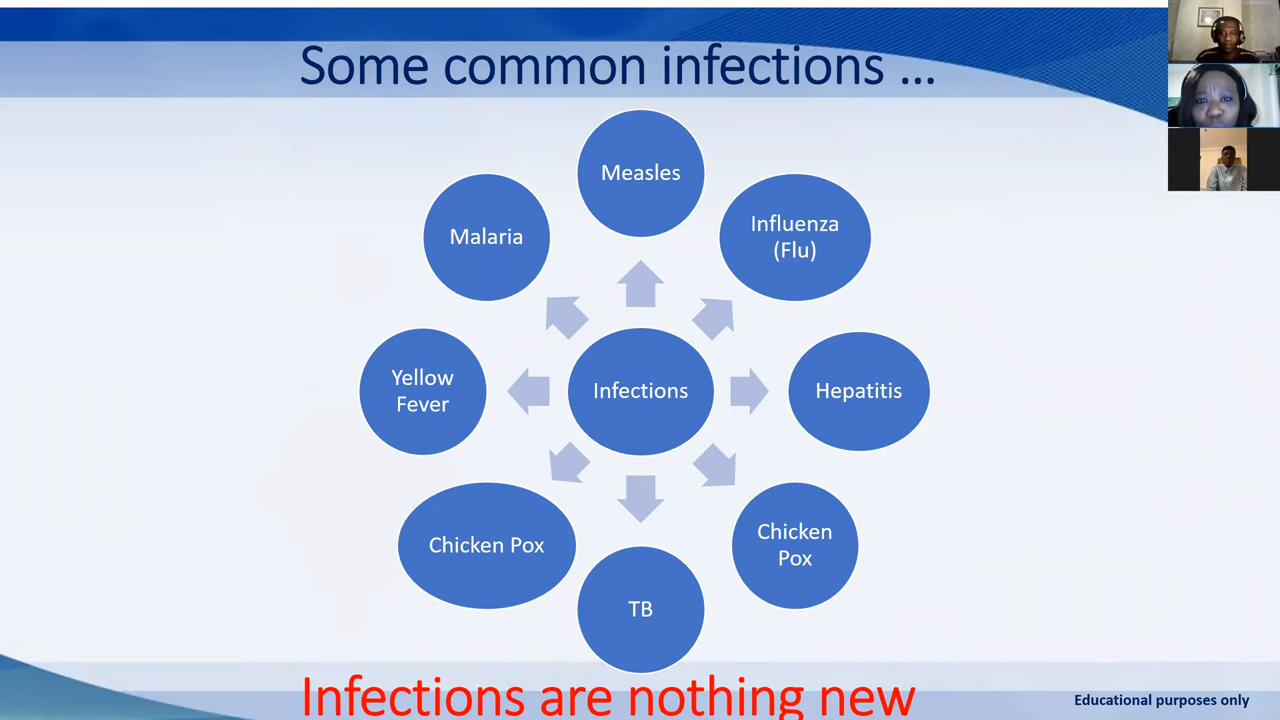 Some common infections ...
Measles
Malaria
Influenza
(Flu)
Yellow
Fever
Infections
Hepatitis
Chicken Pox
Chicken
Pox
TB
Infections are nothing new
Educational purposes only